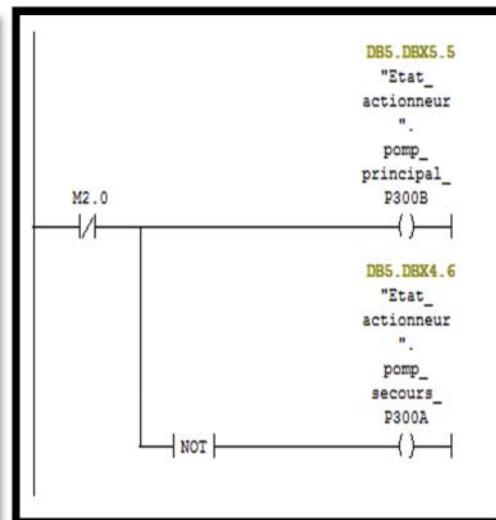 DB5.DBX5.5
"Etat_
actionneur
".
pomp_
principal_
P300B
M2.0
DB5.DBX4.6
"Etat_
actionneur
".
pomp_
secours_
P300A
NOT